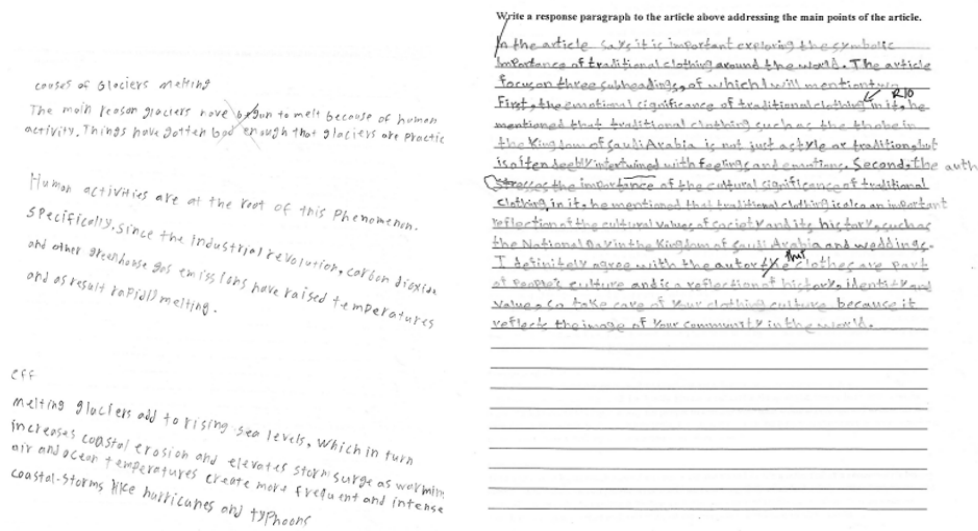 causes of Glaciers melting
The main reason glaciers have begun to melt because of human
activity. Things have gotten bad enough that glaciers are practic
Human activities are at the root of this Phenomenon.
Specifically, since the industrial revolution, carbon dioxide
and other greenhouse gas emissions have raised temperatures
and as result rapidly melting.
eff
melting glaciers add to rising sea levels, which in turn
increases coastal erosion and elevates storm surge as warming
air and ocean temperatures create more frequent and intense
coastal-storms like hurricanes and typhoons
Write a response paragraph to the article above addressing the main points of the article.
In the article says it is important exploring the symbolic
importance of traditional clothing around the world. The article
focus on three subheadings, of which I will mention two
First, the emotional cignificance of traditional clothing in it, he
R10
mentioned that traditional clothing such as the thobe in
the Kingdom of Saudi Arabia is not just a style or tradition, but
is often deebly intertwined with feelings and emotions. Second, the auth
stresses the importance of the cultural significance of traditional
clothing, in it, he mentioned that traditional clothing is also an important
reflection of the cultural values of society and its history, such as
the National Day in the Kingdom of Saudi Arabia and weddings.
I definitely agree with the autor that clothes are part
of people's culture and is a reflection of history, identity and
value, so take care of your clothing culture because it
reflect the image of your community in the world.